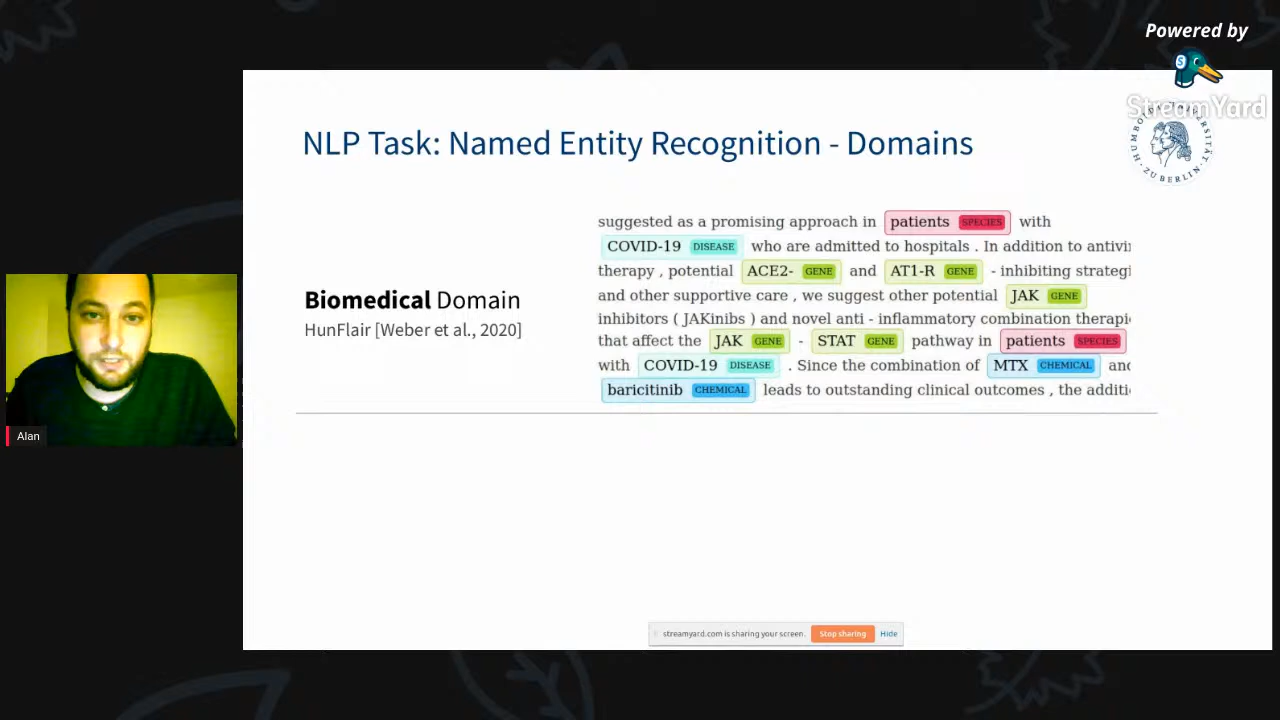 Powered by
StreamYard
NLP Task: Named Entity Recognition - Domains
HUMBOLDT-UNIVERSITÄT · ZU BERLIN ·
suggested as a promising approach in patients SPECIES with
COVID-19 DISEASE who are admitted to hospitals . In addition to
therapy , potential ACE2- GENE and AT1-R GENE - inhibiting
and other supportive care , we suggest other potential JAK GENE
inhibitors ( JAKinibs ) and novel anti - inflammatory combination
that affect the JAK GENE - STAT GENE pathway in patients SPECIES
with COVID-19 DISEASE . Since the combination of MTX CHEMICAL
baricitinib CHEMICAL leads to outstanding clinical outcomes , the
Biomedical Domain
HunFlair [Weber et al., 2020]
Alan
streamyard.com is sharing your screen. Stop sharing Hide